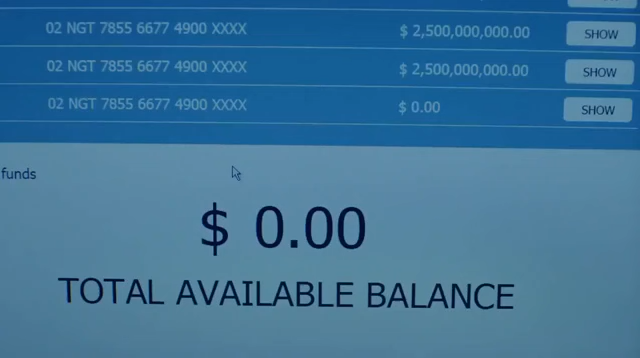 02 NGT 7855 6677 4900 XXXX $ 2,500,000,000.00 SHOW
02 NGT 7855 6677 4900 XXXX $ 2,500,000,000.00 SHOW
02 NGT 7855 6677 4900 XXXX $ 0.00 SHOW
funds
$ 0.00
TOTAL AVAILABLE BALANCE